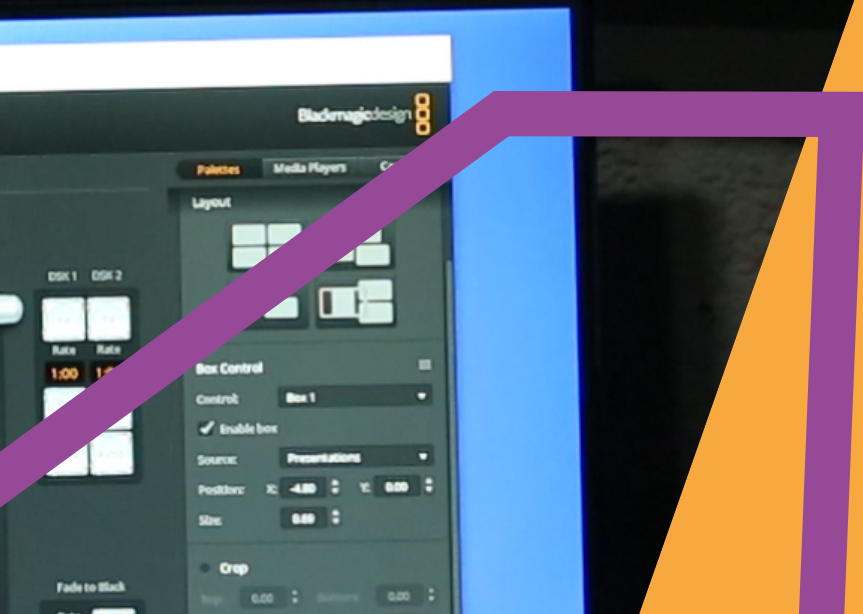 Blackmagicdesign
Palettes Media Players
Layout
DSK 1 DSK 2
Rate Rate
1:00
Box Control
Control: Box 1
Enable box
Source: Presentations
Position: X: -4.80 Y: 0.00
Size: 0.69
Crop
Fade to Black
Top: 0.00 Bottom: 0.00